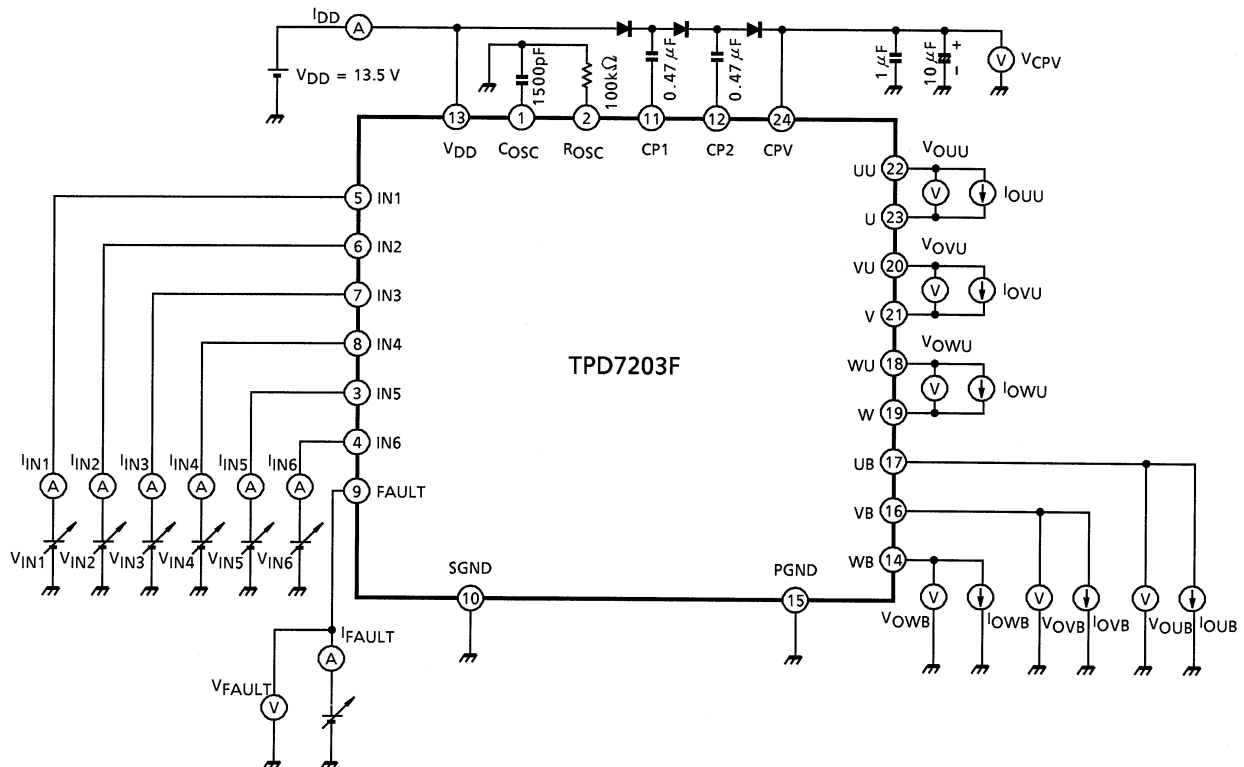 IDD
A
VDD = 13.5 V
1500pF
100kΩ
0.47 μF
0.47 μF
1 μF
10 μF
+
−
V
VCPV
13
1
2
11
12
24
VDD
COSC
ROSC
CP1
CP2
CPV
5 IN1
6 IN2
7 IN3
8 IN4
3 IN5
4 IN6
9 FAULT
TPD7203F
UU 22
VOUU
V
IOUU
U 23
VU 20
VOVU
V
IOVU
V 21
WU 18
VOWU
V
IOWU
W 19
UB 17
VB 16
WB 14
IIN1 IIN2 IIN3 IIN4 IIN5 IIN6
A A A A A A
VIN1 VIN2 VIN3 VIN4 VIN5 VIN6
SGND
10
PGND
15
V V V
VOWB IOWB VOVB IOVB VOUB IOUB
IFAULT
A
VFAULT
V